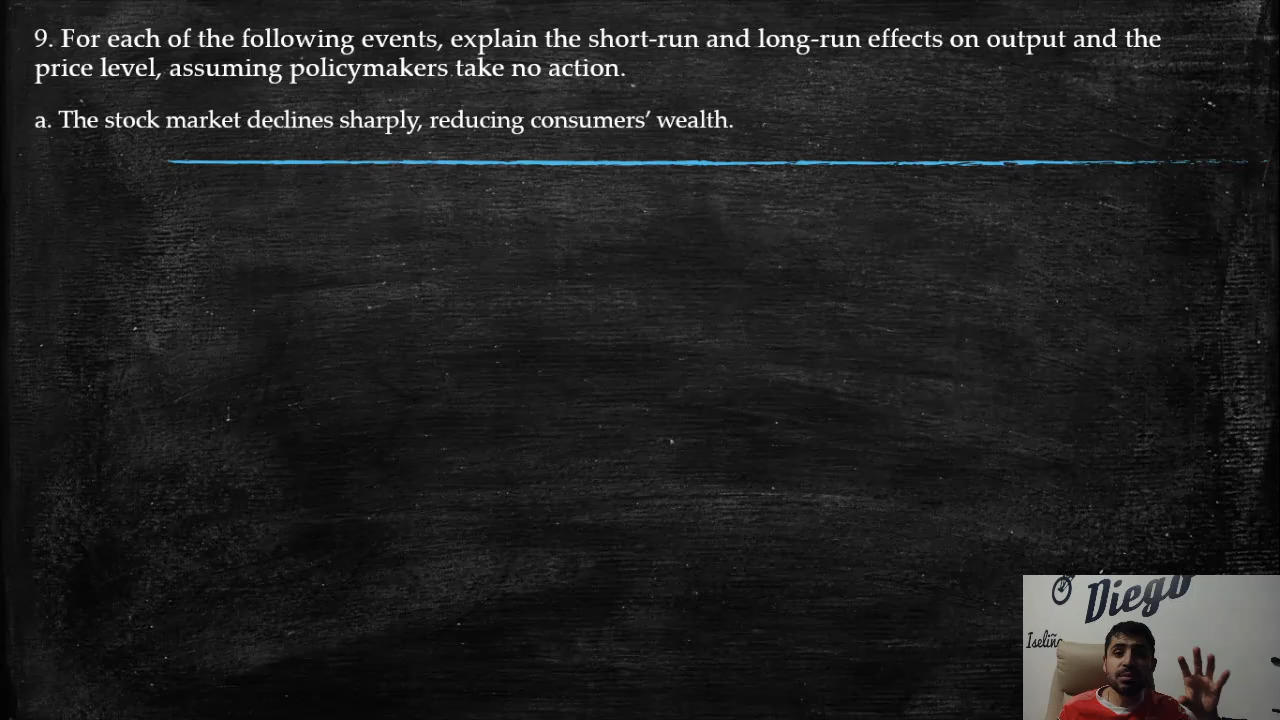 9. For each of the following events, explain the short-run and long-run effects on output and the
price level, assuming policymakers take no action.
a. The stock market declines sharply, reducing consumers’ wealth.
Diego